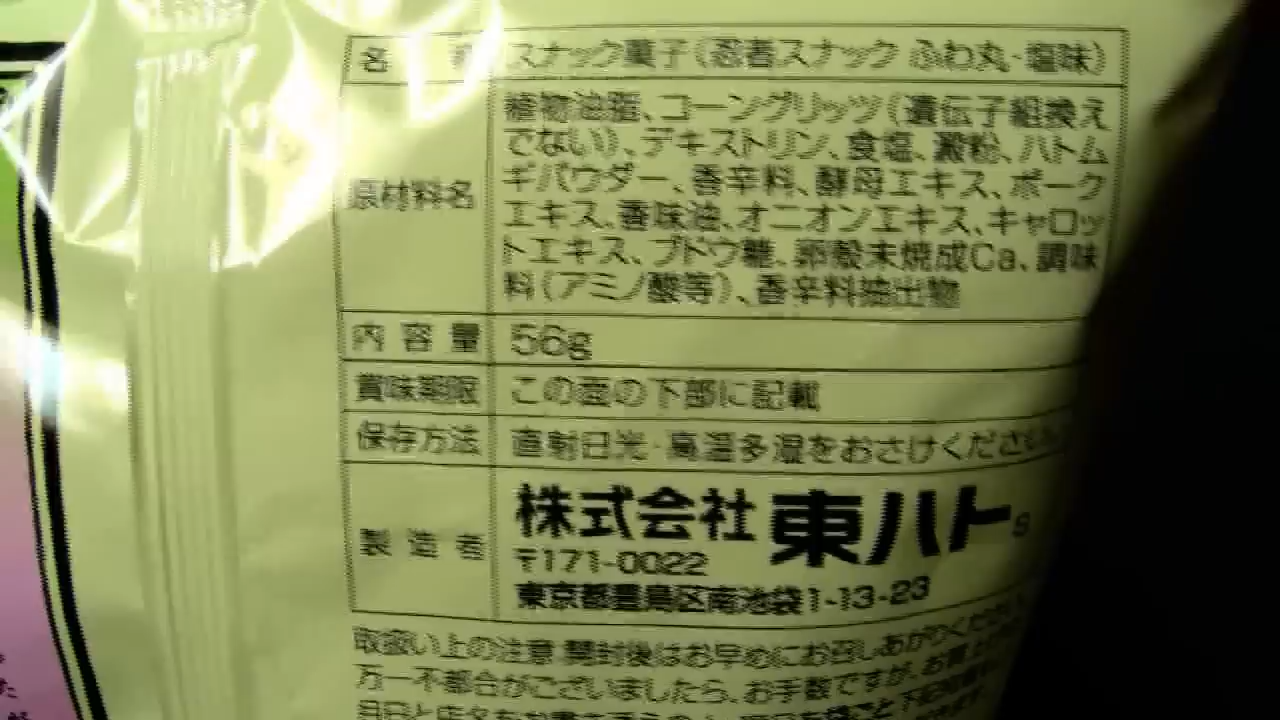 名 称 スナック菓子(忍者スナック ふわ丸・塩味)
原材料名 植物油脂、コーングリッツ(遺伝子組換え
でない)、デキストリン、食塩、澱粉、ハトム
ギパウダー、香辛料、酵母エキス、ポーク
エキス、香味油、オニオンエキス、キャロッ
トエキス、ブドウ糖、卵殻未焼成Ca、調味
料(アミノ酸等)、香辛料抽出物
内 容 量 56g
賞味期限 この面の下部に記載
保存方法 直射日光・高温多湿をおさけください。
製 造 者 株式会社 東ハト S
〒171-0022
東京都豊島区南池袋1-13-23
取扱い上の注意 開封後はお早めにお召しあがりください
万一不都合がございましたら、お手数ですが、お買上